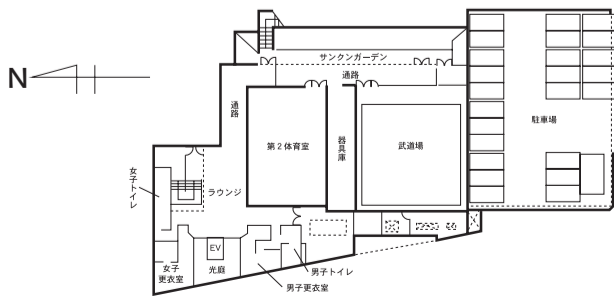 サンクンガーデン
通路
駐車場
通路
N
第2体育室
器具庫
武道場
女子トイレ
ラウンジ
EV
女子
更衣室
光庭
男子トイレ
男子更衣室